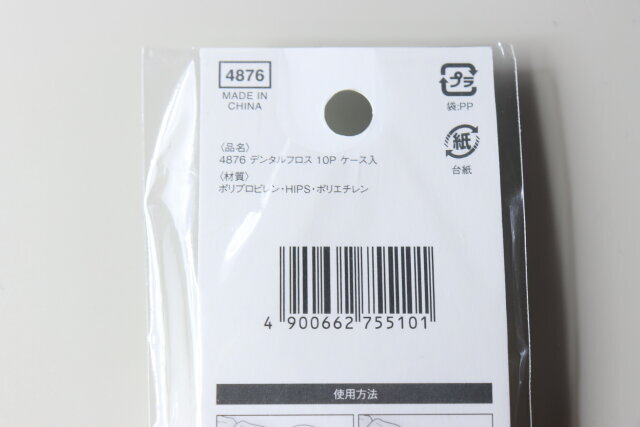 4876
MADE IN
CHINA
プラ
袋:PP
紙
台紙
〈品名〉
4876 デンタルフロス 10P ケース入
〈材質〉
ポリプロピレン・HIPS・ポリエチレン
4 900662 755101
使用方法